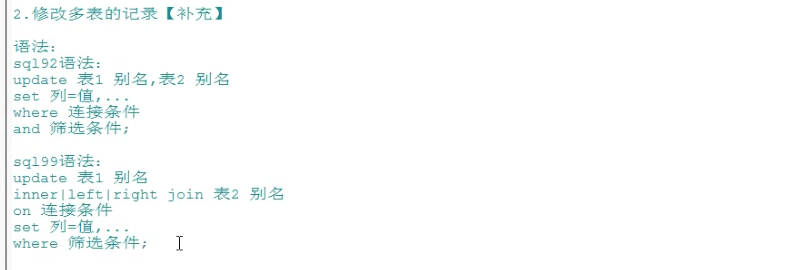 2.修改多表的记录【补充】
语法:
sql92语法:
update 表1 别名,表2 别名
set 列=值,...
where 连接条件
and 筛选条件;
sql99语法:
update 表1 别名
inner|left|right join 表2 别名
on 连接条件
set 列=值,...
where 筛选条件;